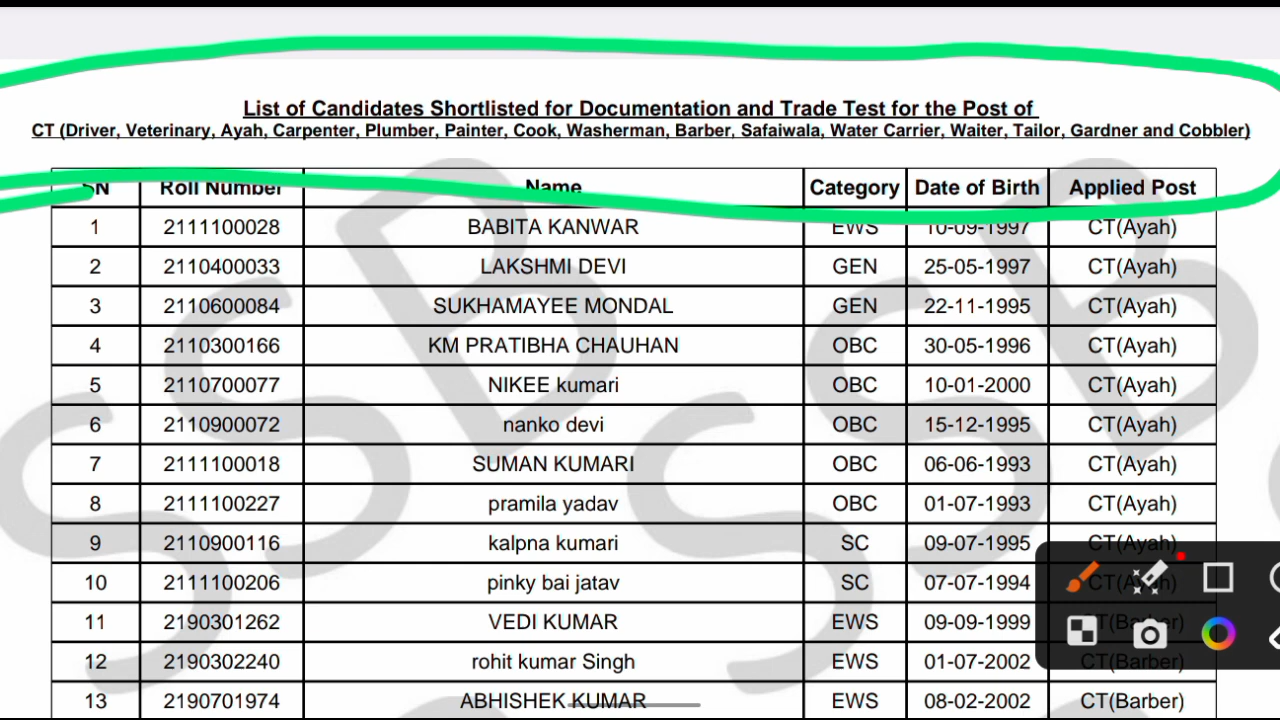 List of Candidates Shortlisted for Documentation and Trade Test for the Post of
CT (Driver, Veterinary, Ayah, Carpenter, Plumber, Painter, Cook, Washerman, Barber, Safaiwala, Water Carrier, Waiter, Tailor, Gardner and Cobbler)
SN Roll Number Name Category Date of Birth Applied Post
1 2111100028 BABITA KANWAR EWS 10-09-1997 CT(Ayah)
2 2110400033 LAKSHMI DEVI GEN 25-05-1997 CT(Ayah)
3 2110600084 SUKHAMAYEE MONDAL GEN 22-11-1995 CT(Ayah)
4 2110300166 KM PRATIBHA CHAUHAN OBC 30-05-1996 CT(Ayah)
5 2110700077 NIKEE kumari OBC 10-01-2000 CT(Ayah)
6 2110900072 nanko devi OBC 15-12-1995 CT(Ayah)
7 2111100018 SUMAN KUMARI OBC 06-06-1993 CT(Ayah)
8 2111100227 pramila yadav OBC 01-07-1993 CT(Ayah)
9 2110900116 kalpna kumari SC 09-07-1995 CT(Ayah)
10 2111100206 pinky bai jatav SC 07-07-1994 CT(Ayah)
11 2190301262 VEDI KUMAR EWS 09-09-1999 CT(Barber)
12 2190302240 rohit kumar Singh EWS 01-07-2002 CT(Barber)
13 2190701974 ABHISHEK KUMAR EWS 08-02-2002 CT(Barber)
SSB
SSB